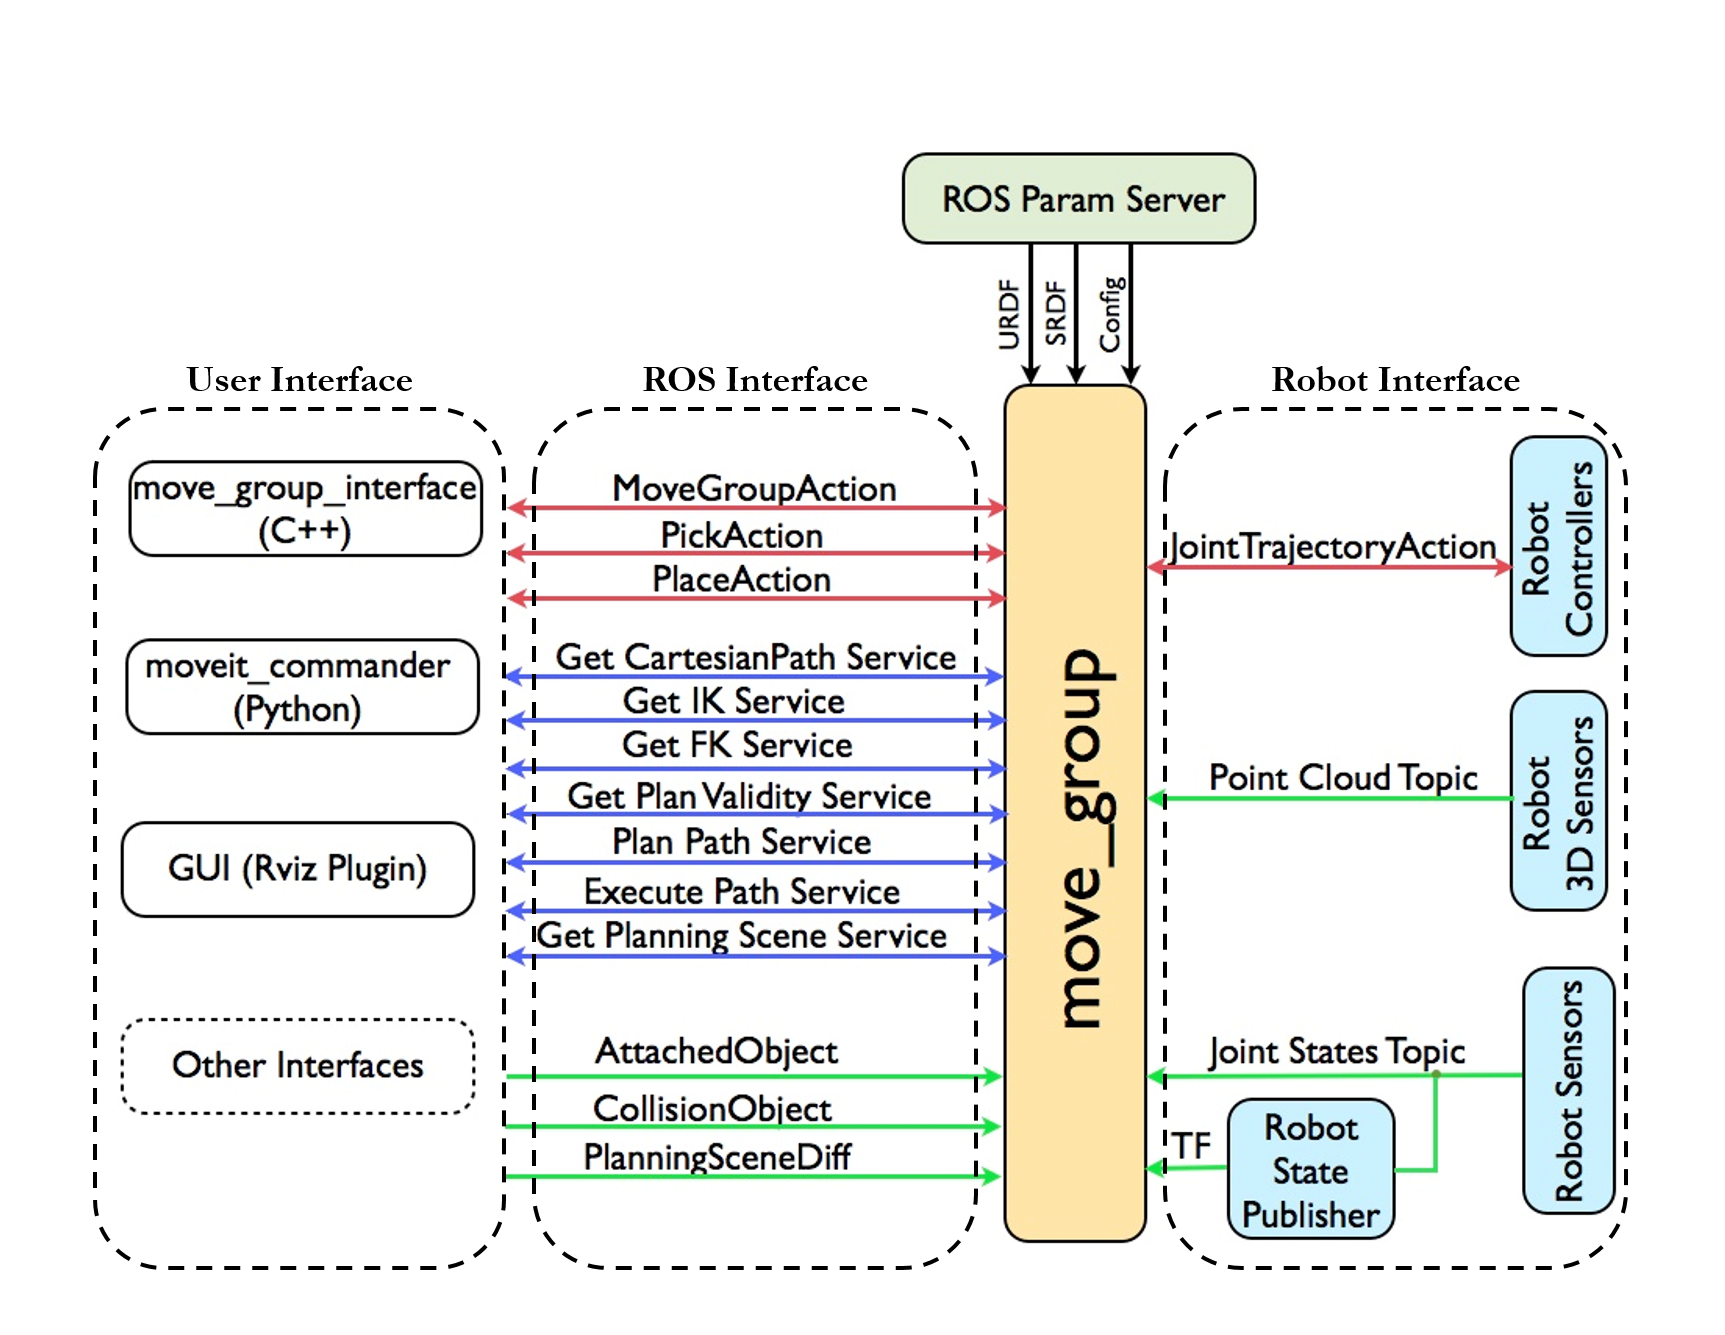 ROS Param Server
URDF
SRDF
Config
User Interface
ROS Interface
Robot Interface
move_group_interface
(C++)
moveit_commander
(Python)
GUI (Rviz Plugin)
Other Interfaces
MoveGroupAction
PickAction
PlaceAction
Get CartesianPath Service
Get IK Service
Get FK Service
Get Plan Validity Service
Plan Path Service
Execute Path Service
Get Planning Scene Service
AttachedObject
CollisionObject
PlanningSceneDiff
move_group
JointTrajectoryAction
Robot
Controllers
Point Cloud Topic
Robot
3D Sensors
Joint States Topic
Robot Sensors
TF
Robot
State
Publisher